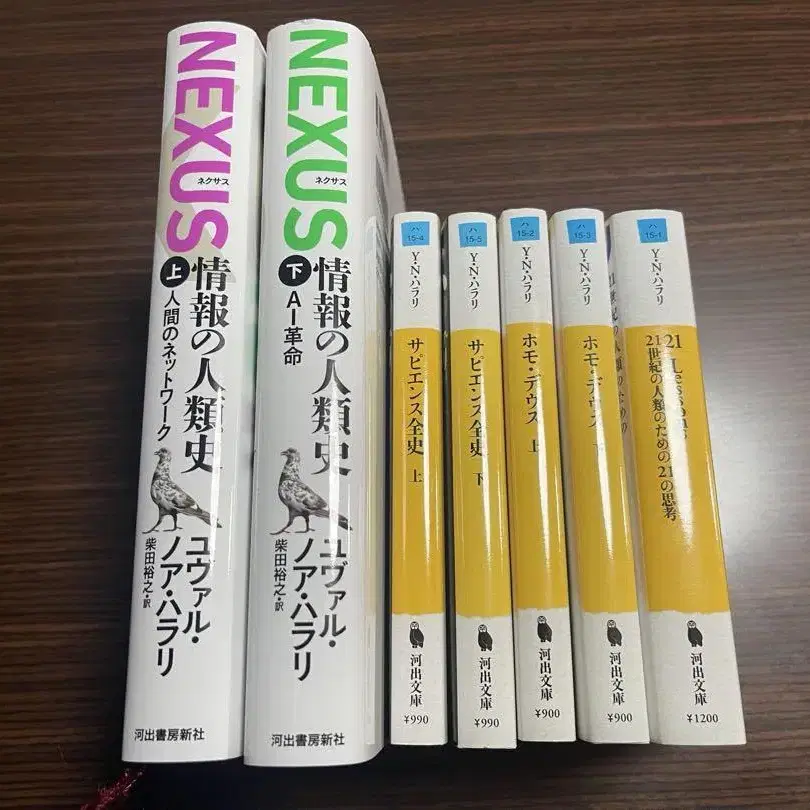 NEXUS
ネクサス
情報の人類史
上 人間のネットワーク
ユヴァル・
ノア・ハラリ
柴田裕之・訳
河出書房新社
NEXUS
ネクサス
情報の人類史
下 AI革命
ユヴァル・
ノア・ハラリ
柴田裕之・訳
河出書房新社
ハ
15-4
Y・N・ハラリ
サピエンス全史 上
河出文庫
¥990
ハ
15-5
Y・N・ハラリ
サピエンス全史 下
河出文庫
¥990
ハ
15-2
Y・N・ハラリ
ホモ・デウス 上
河出文庫
¥900
ハ
15-3
Y・N・ハラリ
ホモ・デウス 下
河出文庫
¥900
ハ
15-1
Y・N・ハラリ
21 Lessons
21世紀の人類のための21の思考
河出文庫
¥1200